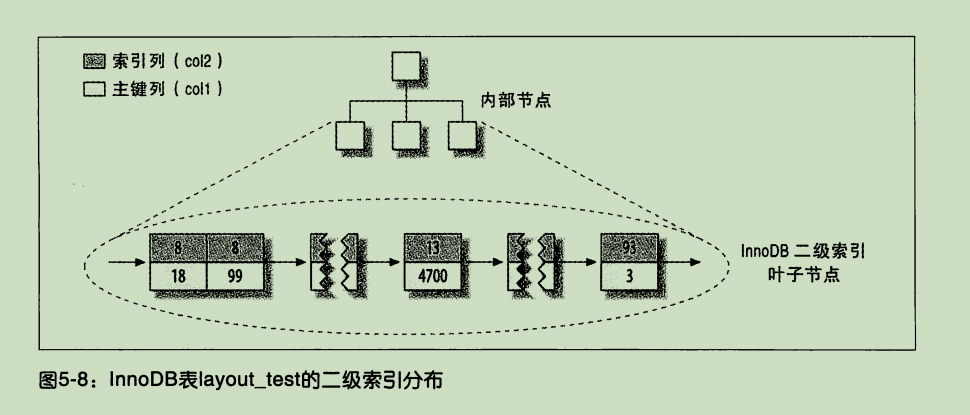 索引列（col2）
主键列（col1）
内部节点
8 8 13 93
18 99 4700 3
InnoDB 二级索引
叶子节点
图5-8：InnoDB表layout_test的二级索引分布